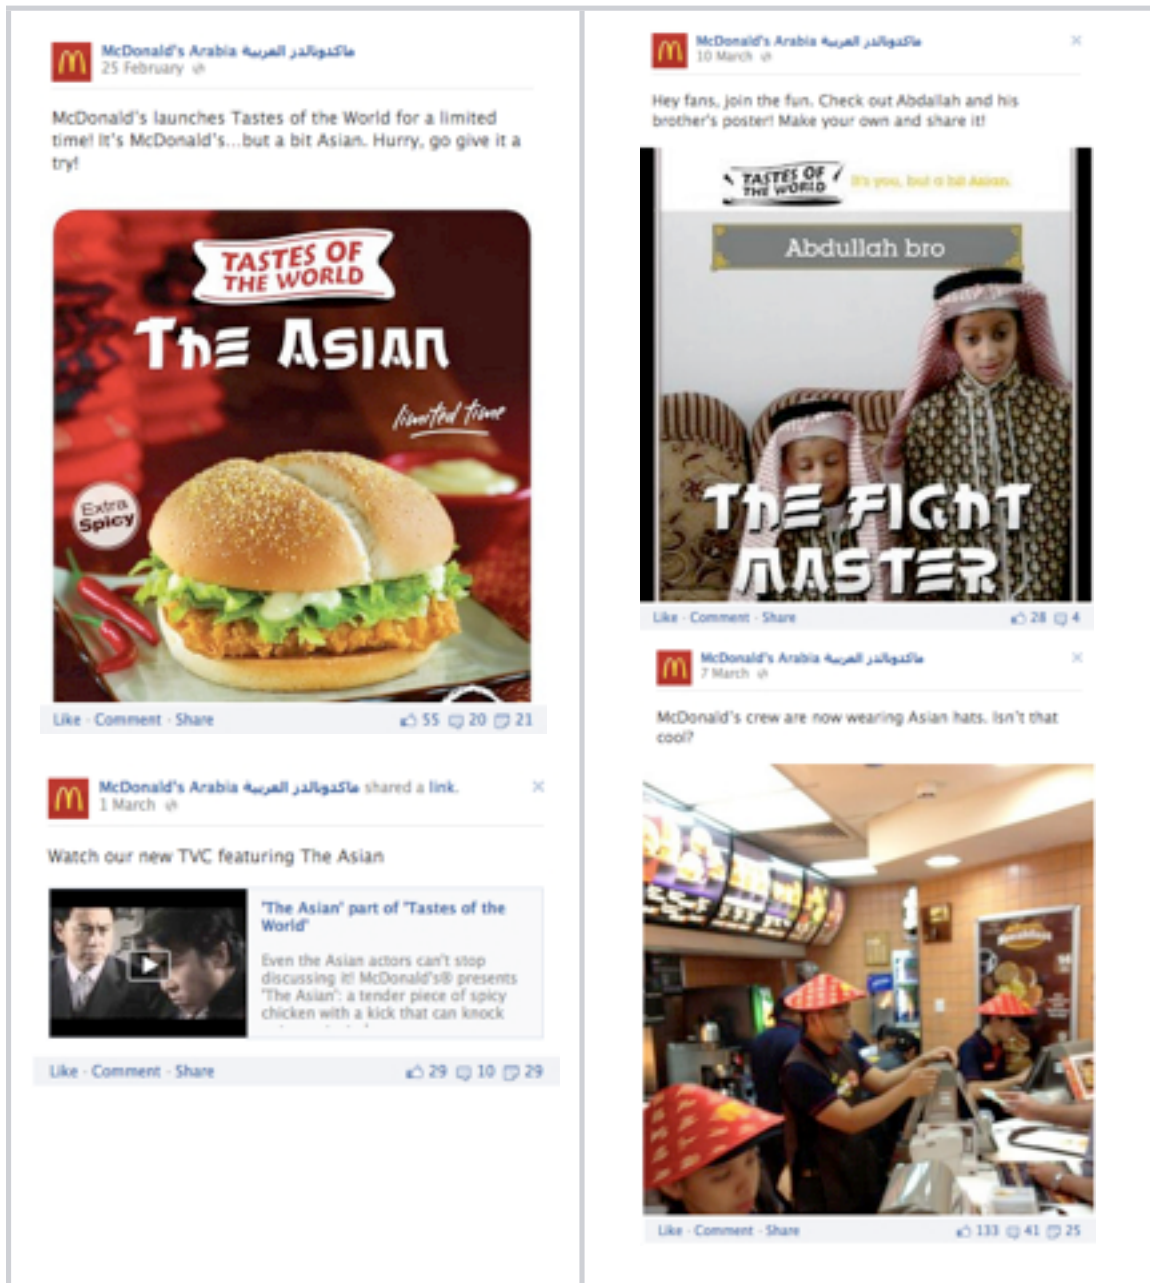 McDonald's Arabia ماكدونالدز العربية
25 February
McDonald's launches Tastes of the World for a limited
time! It's McDonald's...but a bit Asian. Hurry, go give it a
try!
TASTES OF
THE WORLD
THE ASIAN
limited time
Extra
Spicy
Like · Comment · Share 55 20 21
McDonald's Arabia ماكدونالدز العربية shared a link.
1 March
Watch our new TVC featuring The Asian
'The Asian' part of 'Tastes of the
World'
Even the Asian actors can't stop
discussing it! McDonald's® presents
'The Asian': a tender piece of spicy
chicken with a kick that can knock
Like · Comment · Share 29 10 29
McDonald's Arabia ماكدونالدز العربية
10 March
Hey fans, join the fun. Check out Abdallah and his
brother's poster! Make your own and share it!
TASTES OF
THE WORLD
It's you, but a bit Asian.
Abdullah bro
THE FIGHT
MASTER
Like · Comment · Share 28 4
McDonald's Arabia ماكدونالدز العربية
7 March
McDonald's crew are now wearing Asian hats. Isn't that
cool?
Like · Comment · Share 133 41 25